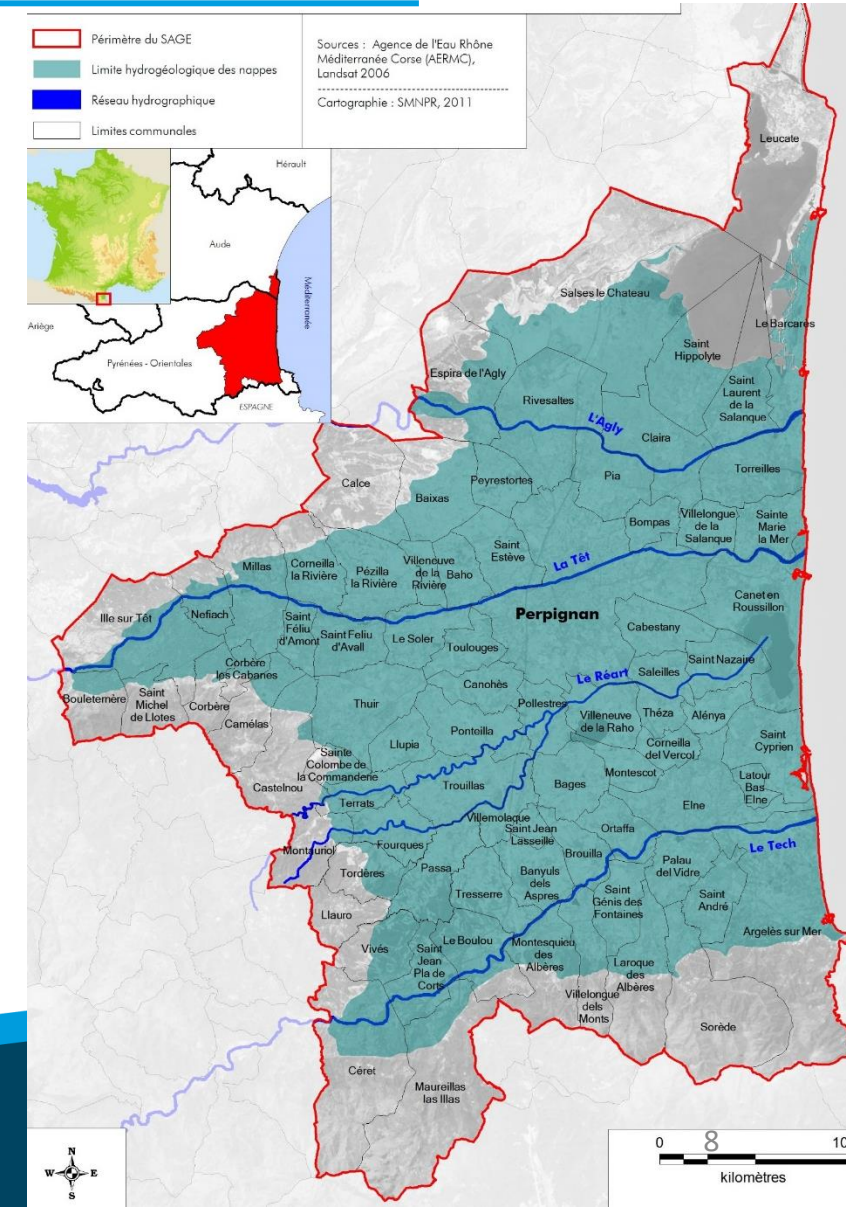 Périmètre du SAGE
Limite hydrogéologique des nappes
Réseau hydrographique
Limites communales
Sources : Agence de l'Eau Rhône
Méditerranée Corse (AERMC),
Landsat 2006
Cartographie : SMNPR, 2011
Hérault
Aude
Ariège
Pyrénées - Orientales
ESPAGNE
Méditerranée
Leucate
Salses le Chateau
Le Barcarès
Saint
Hippolyte
Espira de l'Agly
Rivesaltes
Saint
Laurent
de la
Salanque
L'Agly
Claira
Torreilles
Calce
Baixas
Peyrestortes
Pia
Bompas
Villelongue
de la
Salanque
Sainte
Marie
la Mer
Millas
Corneilla
la Rivière
Pézilla
la Rivière
Villeneuve
de la
Rivière
Baho
Saint
Estève
La Têt
Perpignan
Canet en
Roussillon
Ille sur Têt
Nefiach
Saint
Féliu
d'Amont
Saint Feliu
d'Avall
Le Soler
Toulouges
Cabestany
Saint Nazaire
Corbère
les Cabanes
Canohès
Le Réart
Saleilles
Bouleternère
Saint
Michel
de Llotes
Corbère
Camélas
Thuir
Pollestres
Villeneuve
de la Raho
Théza
Alénya
Saint
Cyprien
Llupia
Ponteilla
Corneilla
del Vercol
Sainte
Colombe de
la Commanderie
Castelnou
Terrats
Trouillas
Bages
Montescot
Latour
Bas
Elne
Elne
Villemolaque
Saint Jean
Lasseille
Ortaffa
Le Tech
Montauriol
Fourques
Brouilla
Palau
del Vidre
Tordères
Passa
Banyuls
dels
Aspres
Saint
Génis des
Fontaines
Saint
André
Tresserre
Llauro
Vivés
Saint
Jean
Pla de
Corts
Le Boulou
Montesquieu
des
Albères
Argelès sur Mer
Laroque
des
Albères
Villelongue
dels
Monts
Sorède
Céret
Maureillas
las Illas
N
W
E
S
0
8
10
kilomètres